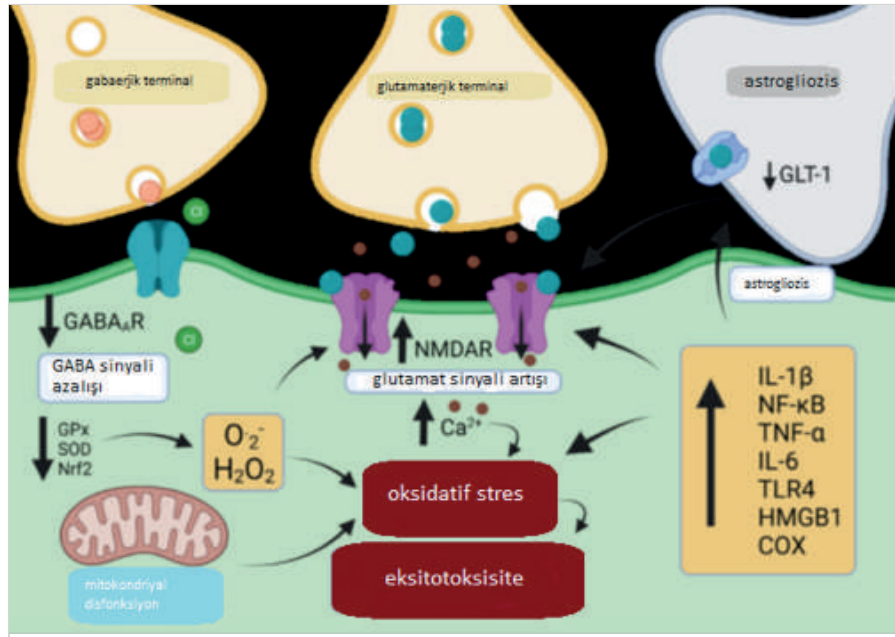 gabaerjik terminal
glutamaterjik terminal
astrogliozis
↓GLT-1
Cl
astrogliozis
GABAAR
Cl
GABA sinyali
azalışı
NMDAR
glutamat sinyali artışı
Ca²⁺
GPx
SOD
Nrf2
O·₂⁻
H₂O₂
oksidatif stres
eksitotoksisite
mitokondriyal
disfonksiyon
IL-1β
NF-κB
TNF-α
IL-6
TLR4
HMGB1
COX